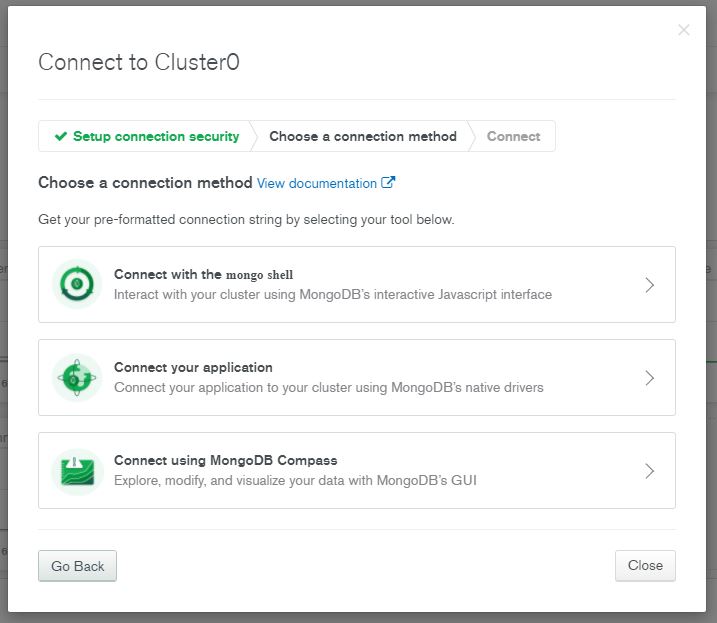 Connect to Cluster0
Setup connection security
Choose a connection method
Connect
Choose a connection method View documentation
Get your pre-formatted connection string by selecting your tool below.
Connect with the mongo shell
Interact with your cluster using MongoDB's interactive Javascript interface
Connect your application
Connect your application to your cluster using MongoDB's native drivers
Connect using MongoDB Compass
Explore, modify, and visualize your data with MongoDB's GUI
Go Back
Close